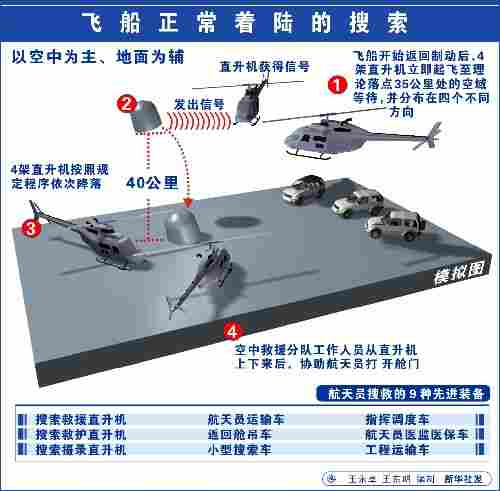 飞船正常着陆的搜索
以空中为主、地面为辅
直升机获得信号
1
飞船开始返回制动后,4
架直升机立即起飞至理
论落点35公里处的空域
等待,并分布在四个不同
方向
2
发出信号
4架直升机按照规
定程序依次降落
40公里
3
模拟图
4
空中救援分队工作人员从直升机
上下来后,协助航天员打开舱门
航天员搜救的9种先进装备
搜索救援直升机 航天员运输车 指挥调度车
搜索救护直升机 返回舱吊车 航天员医监医保车
搜索摄录直升机 小型搜索车 工程运输车
王永卓 王东明 编制 新华社发